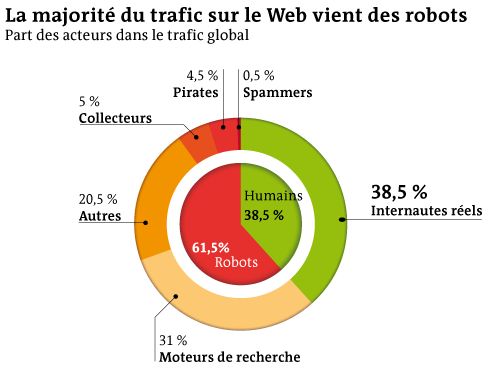 La majorité du trafic sur le Web vient des robots
Part des acteurs dans le trafic global
4,5 %
Pirates
0,5 %
Spammers
5 %
Collecteurs
20,5 %
Autres
Humains
38,5 %
61,5%
Robots
38,5 %
Internautes réels
31 %
Moteurs de recherche